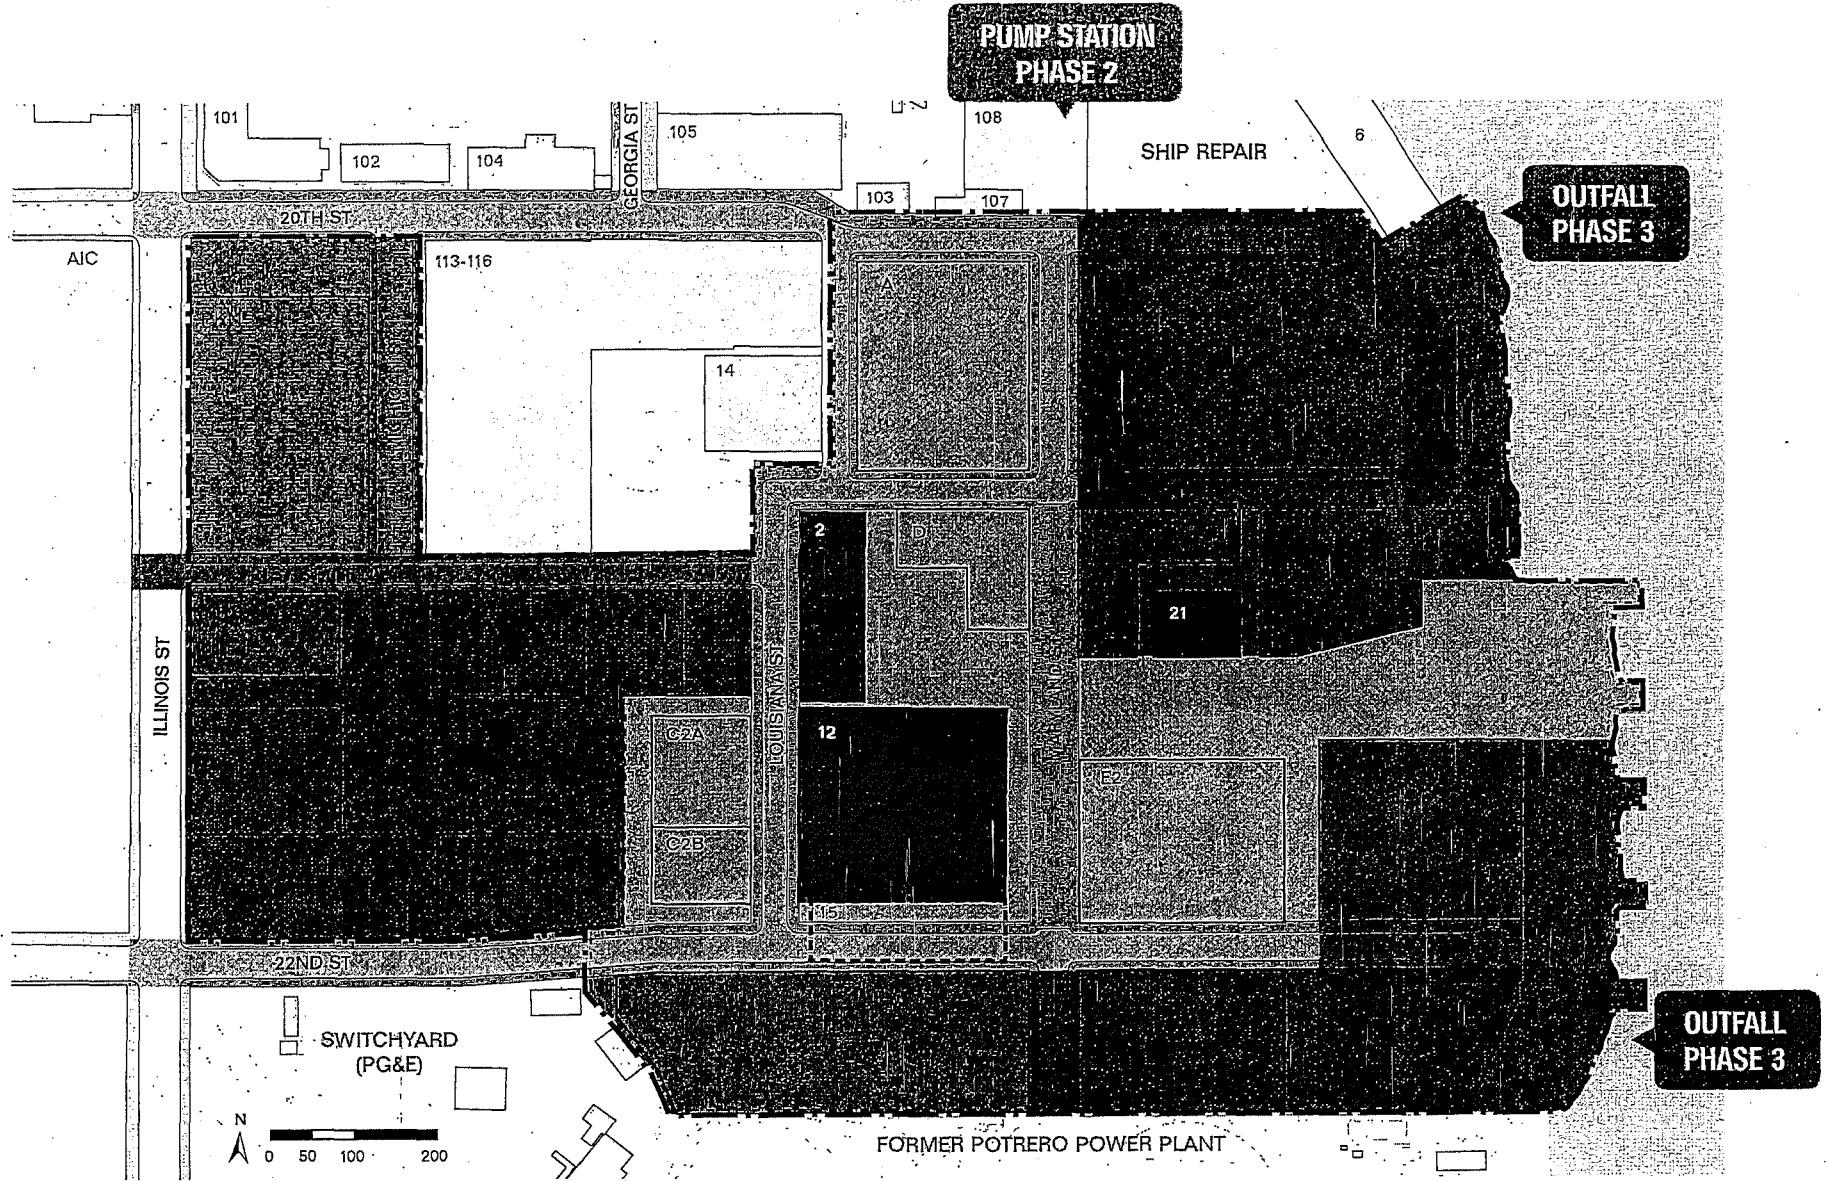 PUMP STATION
PHASE 2
101
102
104
GEORGIA ST
105
108
SHIP REPAIR
6
103
107
OUTFALL
PHASE 3
20TH ST
AIC
113-116
A
14
2
D
21
ILLINOIS ST
LOUISIANA ST
MARYLAND ST
C2A
12
E2
C2B
15
22ND ST
OUTFALL
PHASE 3
SWITCHYARD
(PG&E)
N
0 50 100 200
FORMER POTRERO POWER PLANT